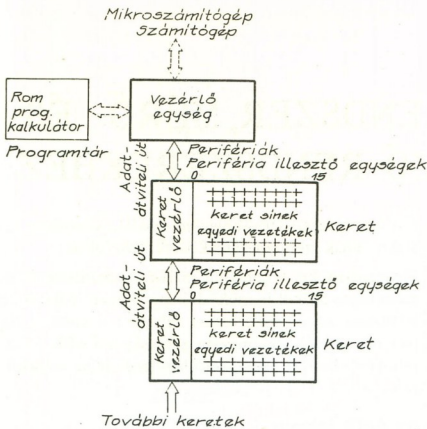 Mikroszámítógép
Számítógép
Rom
prog.
kalkulátor
Programtár
Vezérlő
egység
Adat-
átviteli út
Perifériák
Periféria illesztő egységek
0
15
Keret
vezérlő
keret sínek
egyedi vezetékek
Keret
Adat-
átviteli út
Perifériák
Periféria illesztő egységek
0
15
Keret
vezérlő
keret sínek
egyedi vezetékek
Keret
További keretek